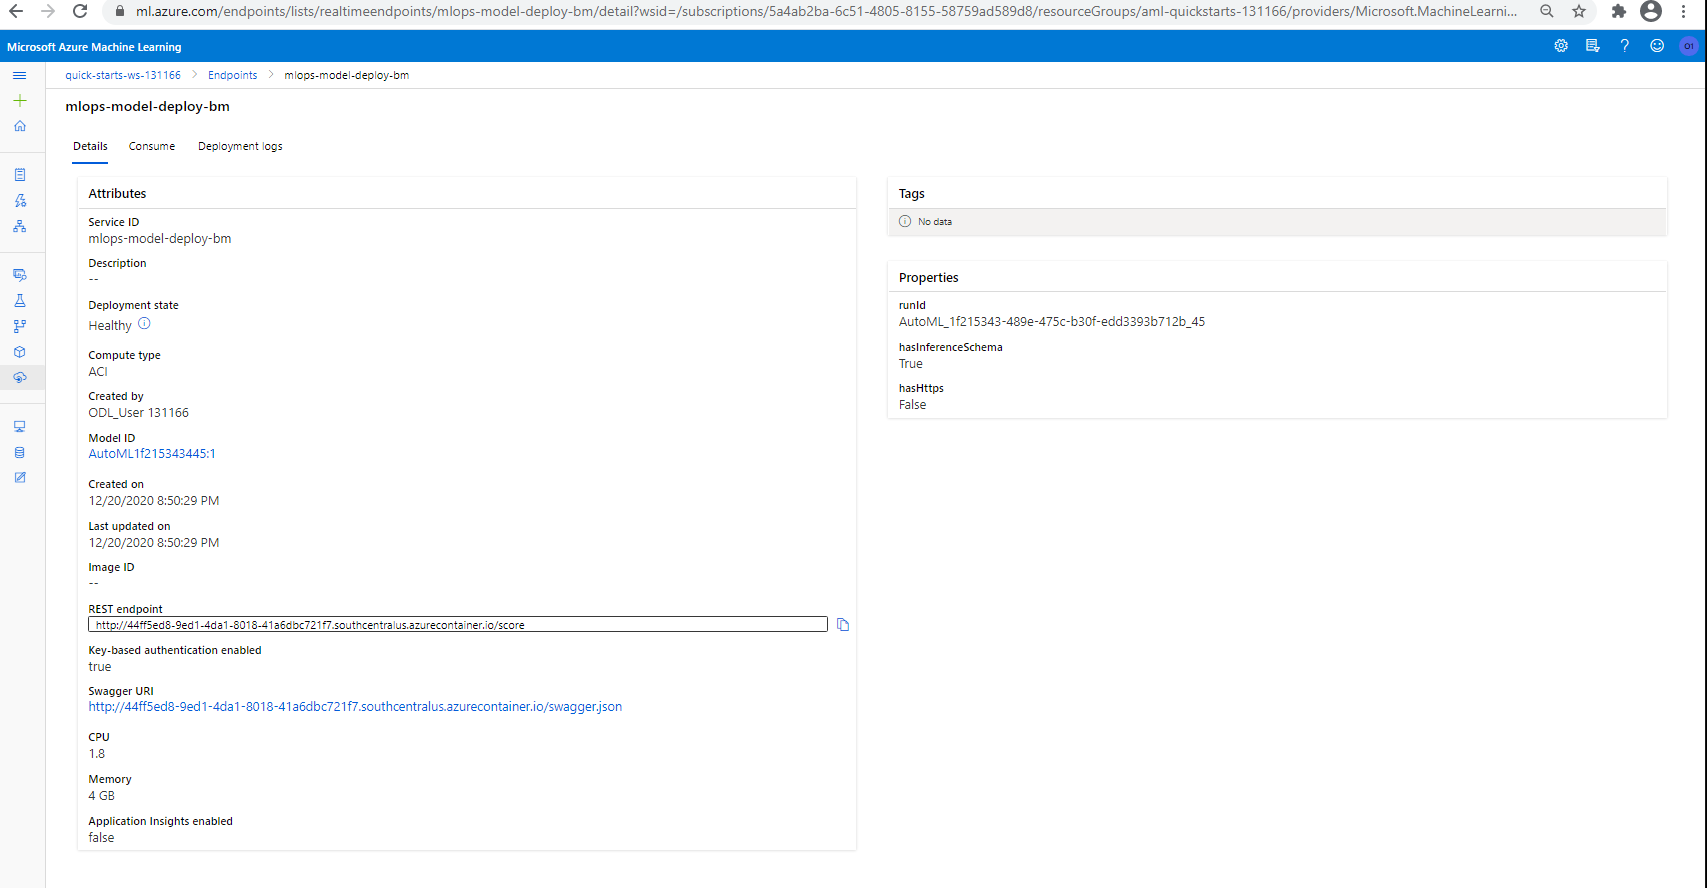 ml.azure.com/endpoints/lists/realtimeendpoints/mlops-model-deploy-bm/detail?wsid=/subscriptions/5a4ab2ba-6c51-4805-8155-58759ad589d8/resourceGroups/aml-quickstarts-131166/providers/Microsoft.MachineLearni...
Microsoft Azure Machine Learning
O1
quick-starts-ws-131166 > Endpoints > mlops-model-deploy-bm
mlops-model-deploy-bm
Details Consume Deployment logs
Attributes
Service ID
mlops-model-deploy-bm
Description
--
Deployment state
Healthy
Compute type
ACI
Created by
ODL_User 131166
Model ID
AutoML1f215343445:1
Created on
12/20/2020 8:50:29 PM
Last updated on
12/20/2020 8:50:29 PM
Image ID
--
REST endpoint
http://44ff5ed8-9ed1-4da1-8018-41a6dbc721f7.southcentralus.azurecontainer.io/score
Key-based authentication enabled
true
Swagger URI
http://44ff5ed8-9ed1-4da1-8018-41a6dbc721f7.southcentralus.azurecontainer.io/swagger.json
CPU
1.8
Memory
4 GB
Application Insights enabled
false
Tags
No data
Properties
runId
AutoML_1f215343-489e-475c-b30f-edd3393b712b_45
hasInferenceSchema
True
hasHttps
False